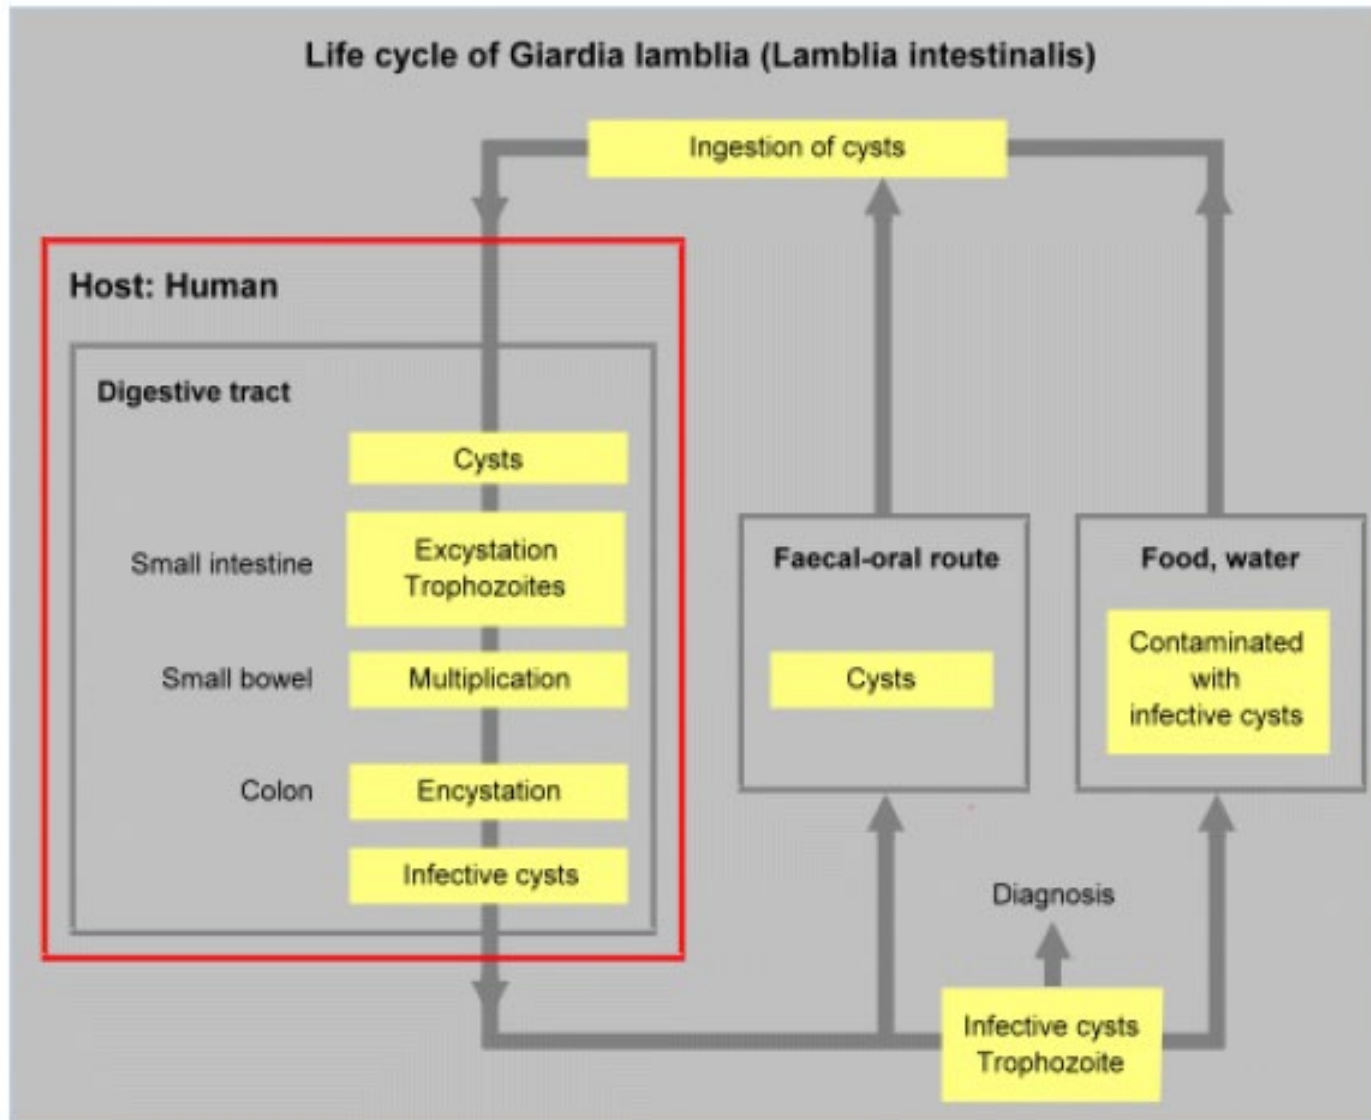 Life cycle of Giardia lamblia (Lamblia intestinalis)
Ingestion of cysts
Host: Human
Digestive tract
Cysts
Small intestine
Excystation
Trophozoites
Small bowel
Multiplication
Colon
Encystation
Infective cysts
Faecal-oral route
Cysts
Food, water
Contaminated
with
infective cysts
Diagnosis
Infective cysts
Trophozoite